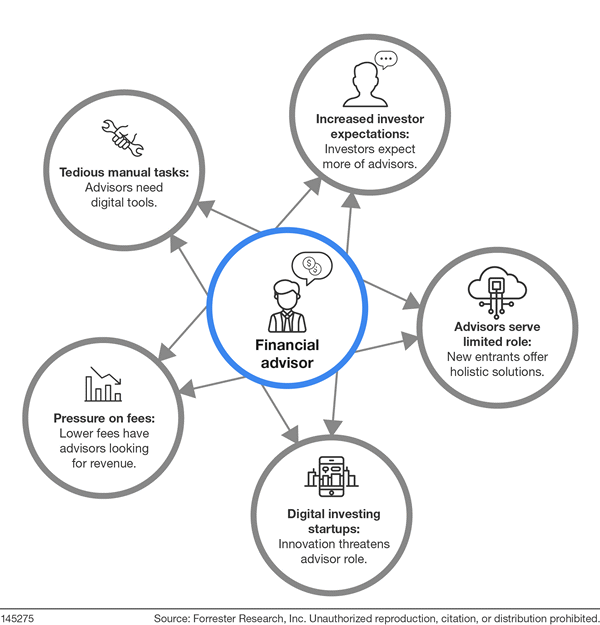 Increased investor
expectations:
Investors expect
more of advisors.
Tedious manual tasks:
Advisors need
digital tools.
$
$
Financial
advisor
Advisors serve
limited role:
New entrants offer
holistic solutions.
Pressure on fees:
Lower fees have
advisors looking
for revenue.
Digital investing
startups:
Innovation threatens
advisor role.
145275
Source: Forrester Research, Inc. Unauthorized reproduction, citation, or distribution prohibited.